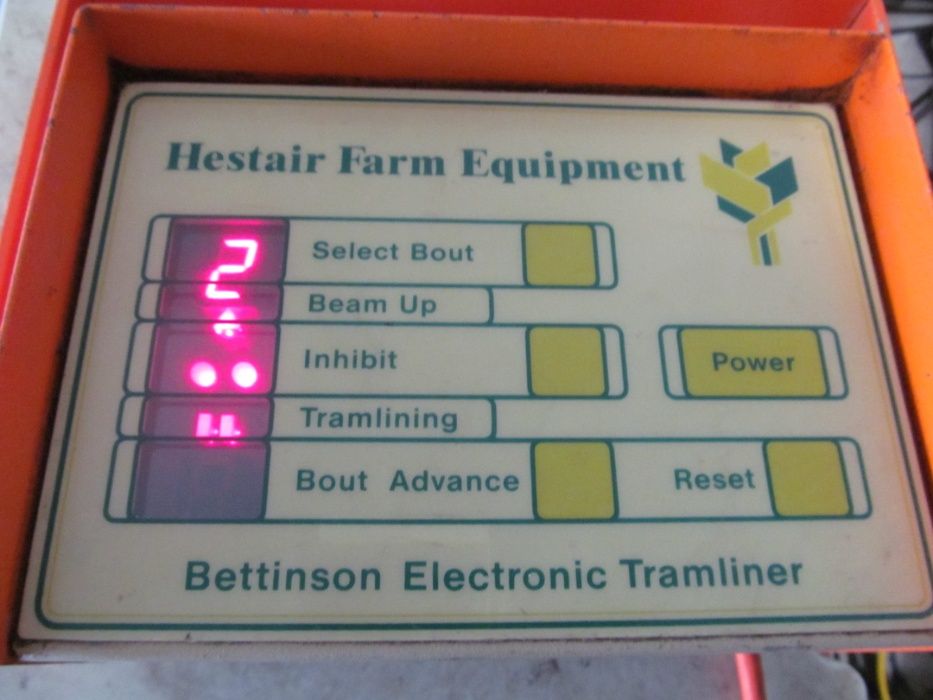 Hestair Farm Equipment
2 Select Bout
Beam Up
Inhibit
Power
Tramlining
Bout Advance
Reset
Bettinson Electronic Tramliner